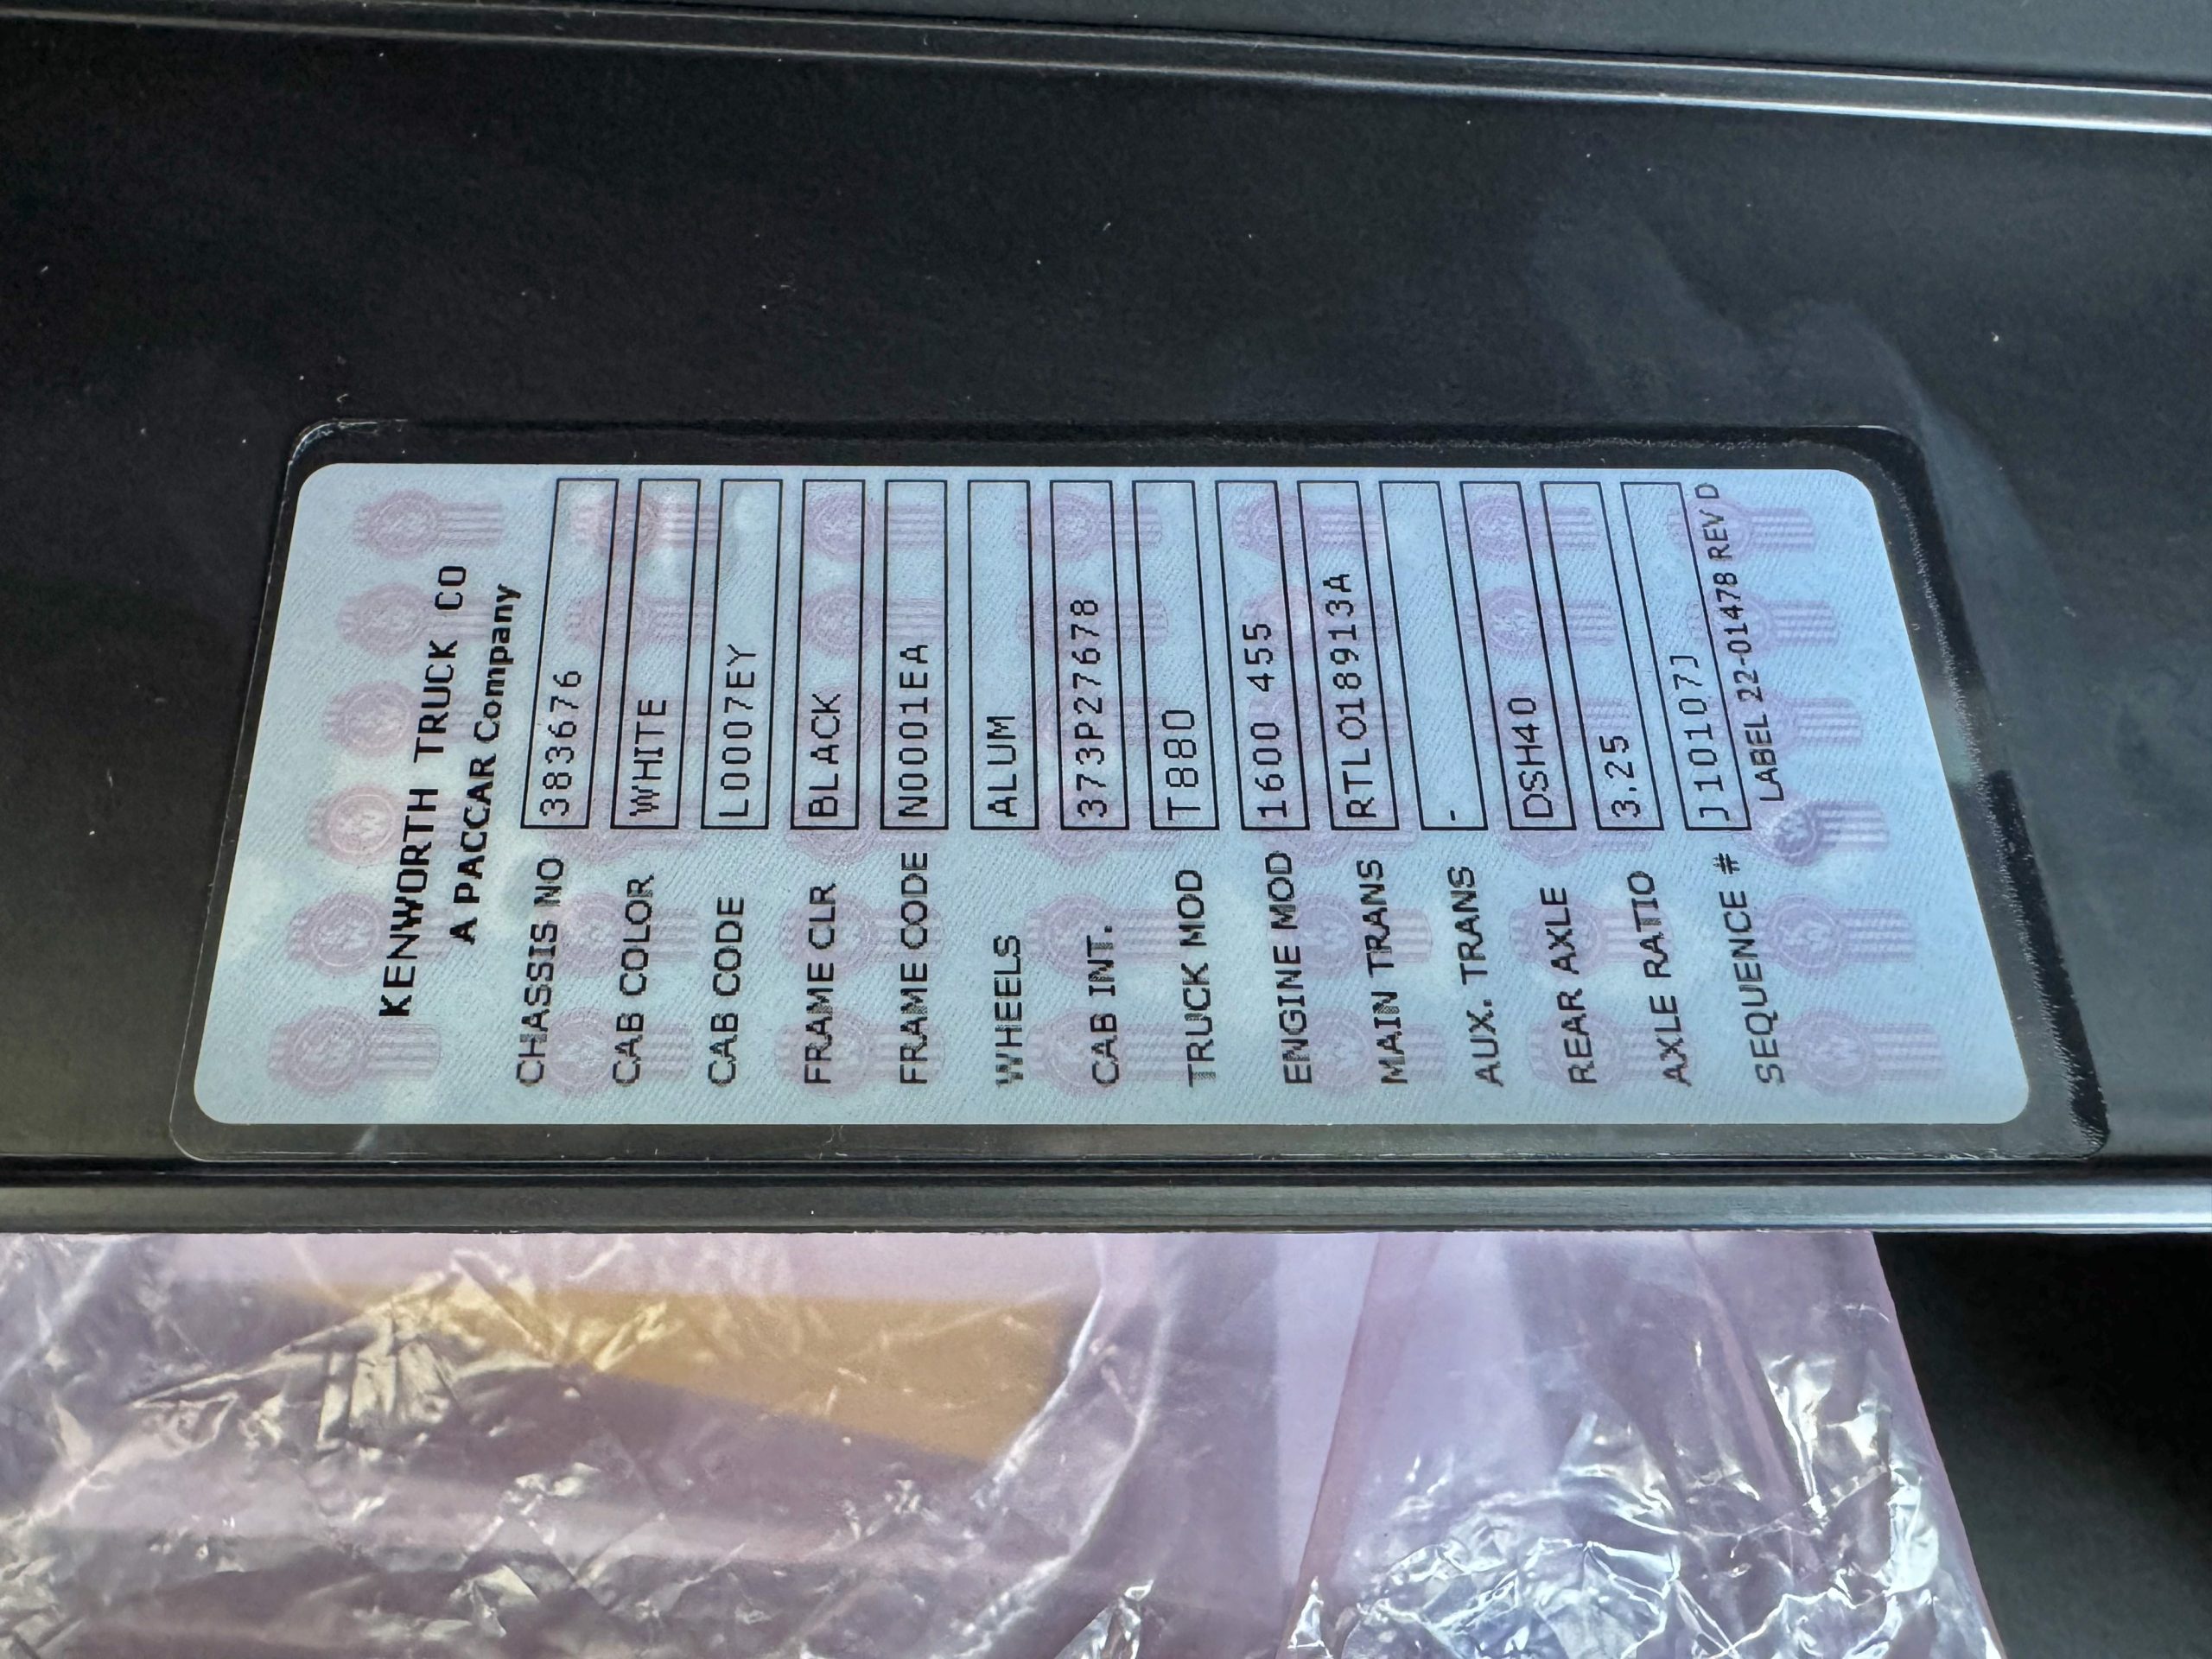 KENWORTH TRUCK CO
A PACCAR Company
CHASSIS NO 383676
CAB COLOR WHITE
CAB CODE L0007EY
FRAME CLR BLACK
FRAME CODE N0001EA
WHEELS ALUM
CAB INT. 373P27678
TRUCK MOD T880
ENGINE MOD 1600 455
MAIN TRANS RTLO18913A
AUX. TRANS -
REAR AXLE DSH40
AXLE RATIO 3.25
SEQUENCE # J10107J
LABEL 22-01478 REV D